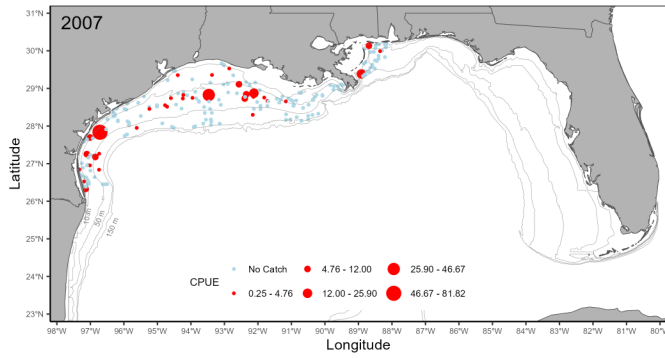 2007
31°N
30°N
29°N
28°N
27°N
26°N
25°N
24°N
23°N
Latitude
10 m
50 m
150 m
CPUE
No Catch
4.76 - 12.00
25.90 - 46.67
0.25 - 4.76
12.00 - 25.90
46.67 - 81.82
98°W 97°W 96°W 95°W 94°W 93°W 92°W 91°W 90°W 89°W 88°W 87°W 86°W 85°W 84°W 83°W 82°W 81°W 80°W
Longitude